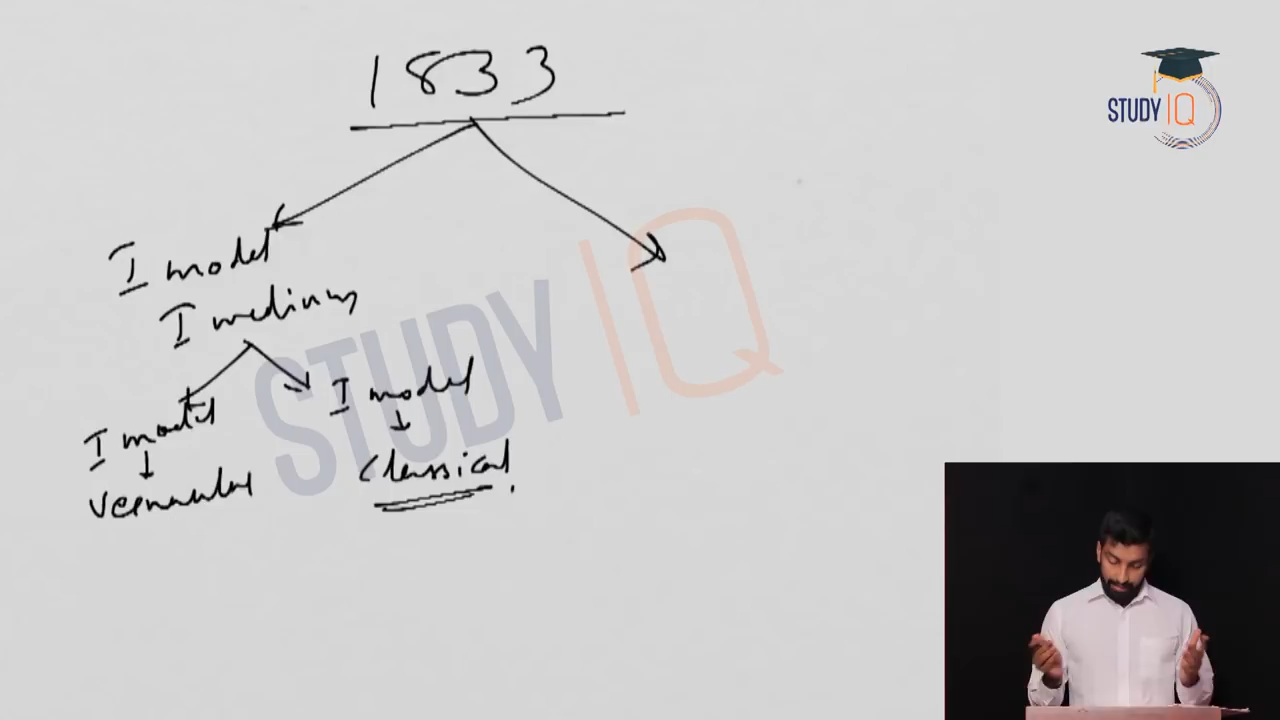 1833
STUDY IQ
I model
I medium
I model
I model
Vernacular
Classical
STUDY IQ